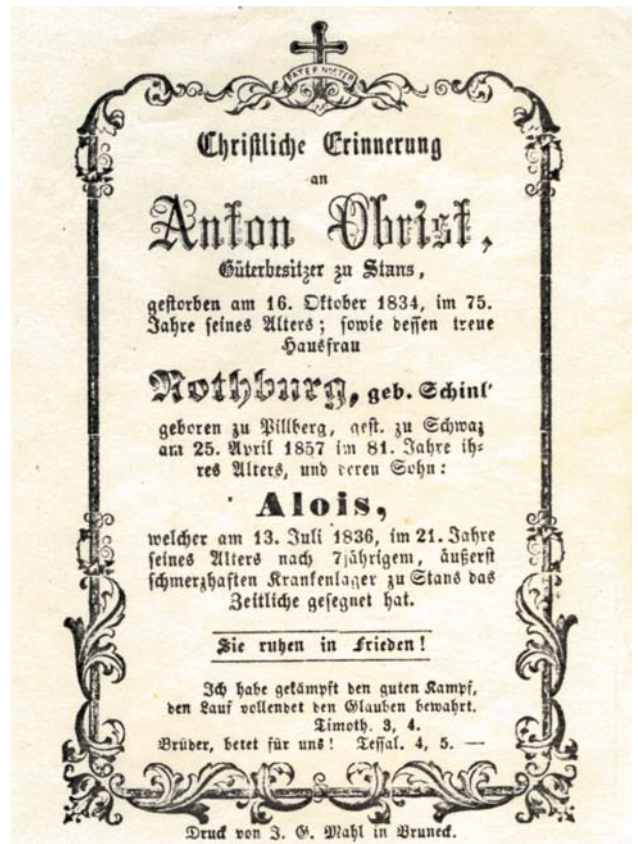 PATER NOSTER
Christliche Erinnerung
an
Anton Obrist,
Güterbesitzer zu Stans,
gestorben am 16. Oktober 1834, im 75.
Jahre seines Alters; sowie dessen treue
Hausfrau
Nothburg, geb. Schinl'
geboren zu Pillberg, gest. zu Schwaz
am 25. April 1857 im 81. Jahre ih=
res Alters, und deren Sohn:
Alois,
welcher am 13. Juli 1836, im 21. Jahre
seines Alters nach 7jährigem, äußerst
schmerzhaften Krankenlager zu Stans das
Zeitliche gesegnet hat.
Sie ruhen in Frieden!
Ich habe gekämpft den guten Kampf,
den Lauf vollendet den Glauben bewahrt.
Timoth. 3, 4.
Brüder, betet für uns! Tessal. 4, 5. —
Druck von J. G. Mahl in Bruneck.